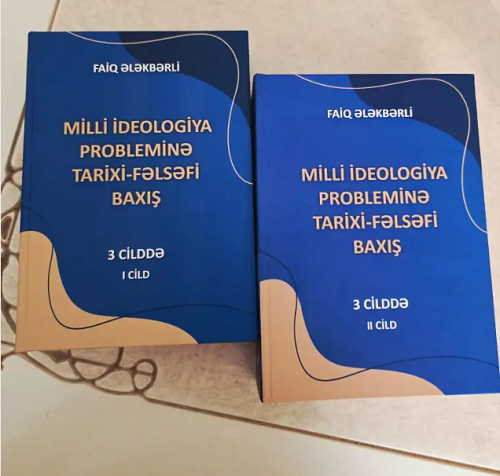 FAİQ ƏLƏKBƏRLİ
MİLLİ İDEOLOGİYA
PROBLEMİNƏ
TARİXİ-FƏLSƏFİ
BAXIŞ
3 CİLDDƏ
I CİLD
FAİQ ƏLƏKBƏRLİ
MİLLİ İDEOLOGİYA
PROBLEMİNƏ
TARİXİ-FƏLSƏFİ
BAXIŞ
3 CİLDDƏ
II CİLD